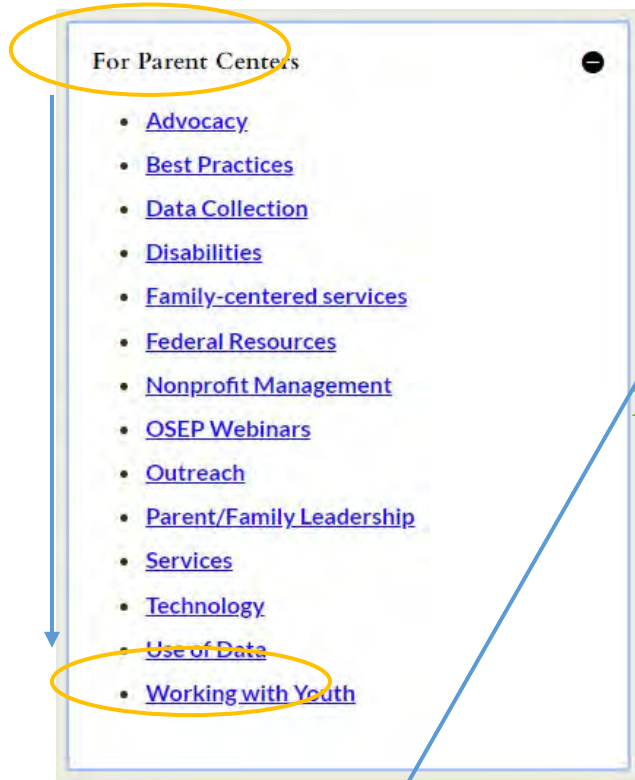 For Parent Centers
Advocacy
Best Practices
Data Collection
Disabilities
Family-centered services
Federal Resources
Nonprofit Management
OSEP Webinars
Outreach
Parent/Family Leadership
Services
Technology
Use of Data
Working with Youth